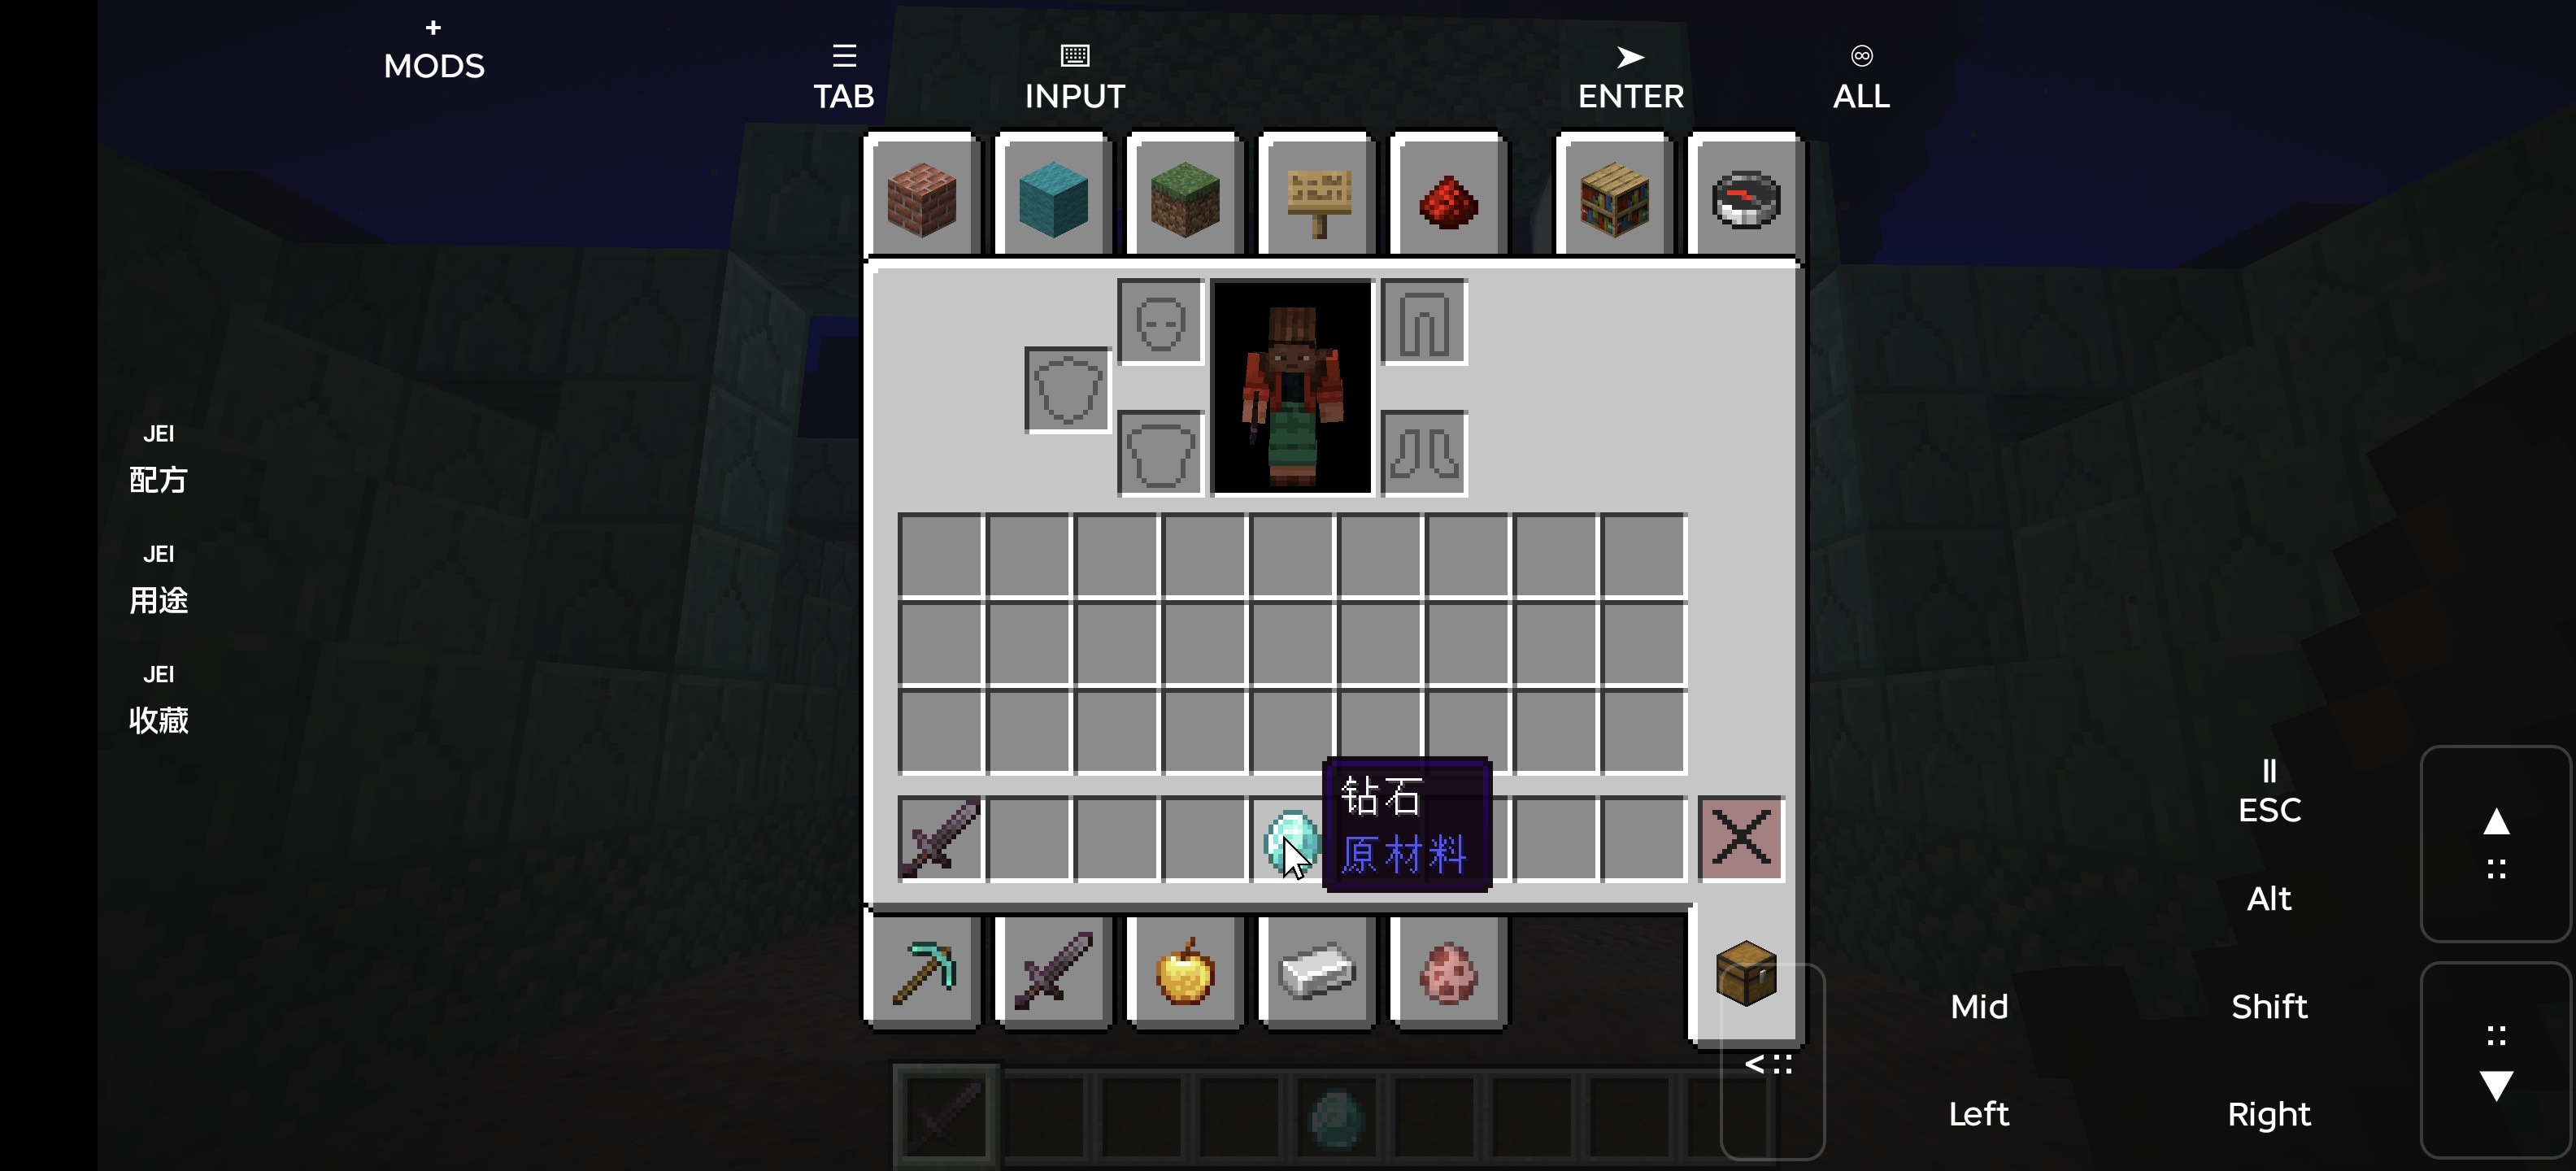 MODS
TAB
INPUT
ENTER
ALL
JEI
配方
JEI
用途
JEI
收藏
钻石
原材料
ESC
Alt
Mid
Shift
Left
Right